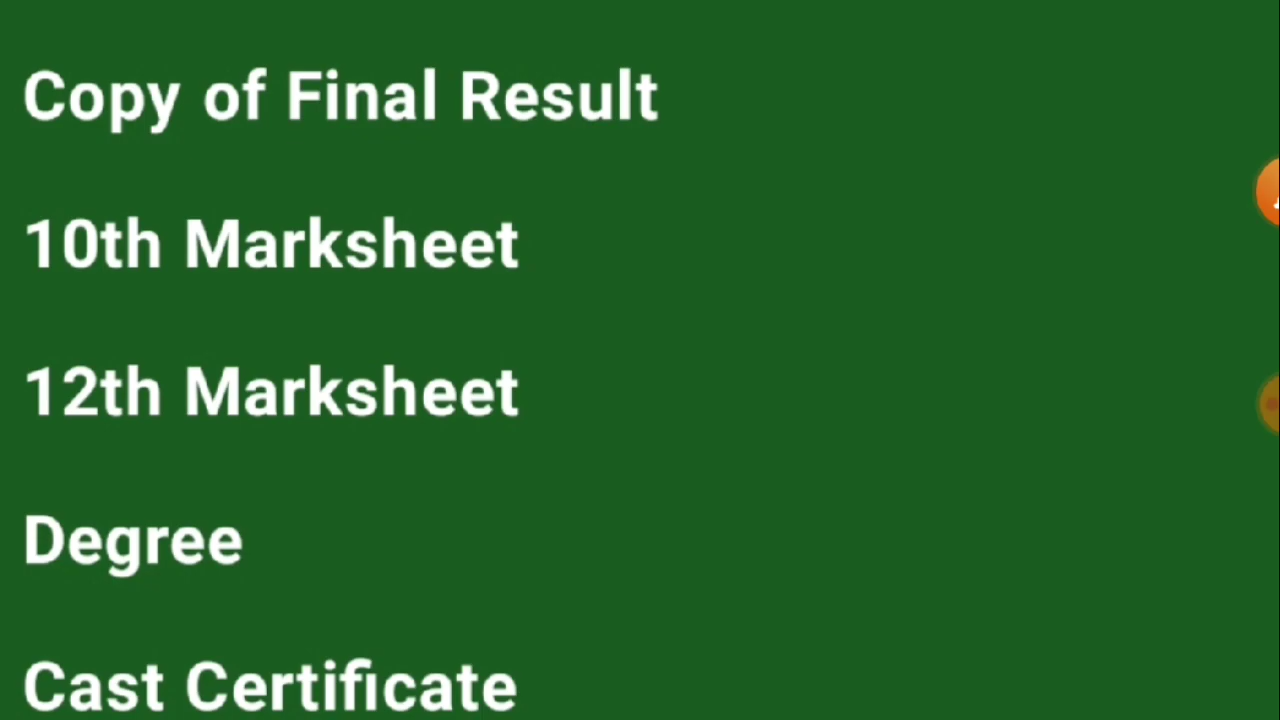 Copy of Final Result
10th Marksheet
12th Marksheet
Degree
Cast Certificate